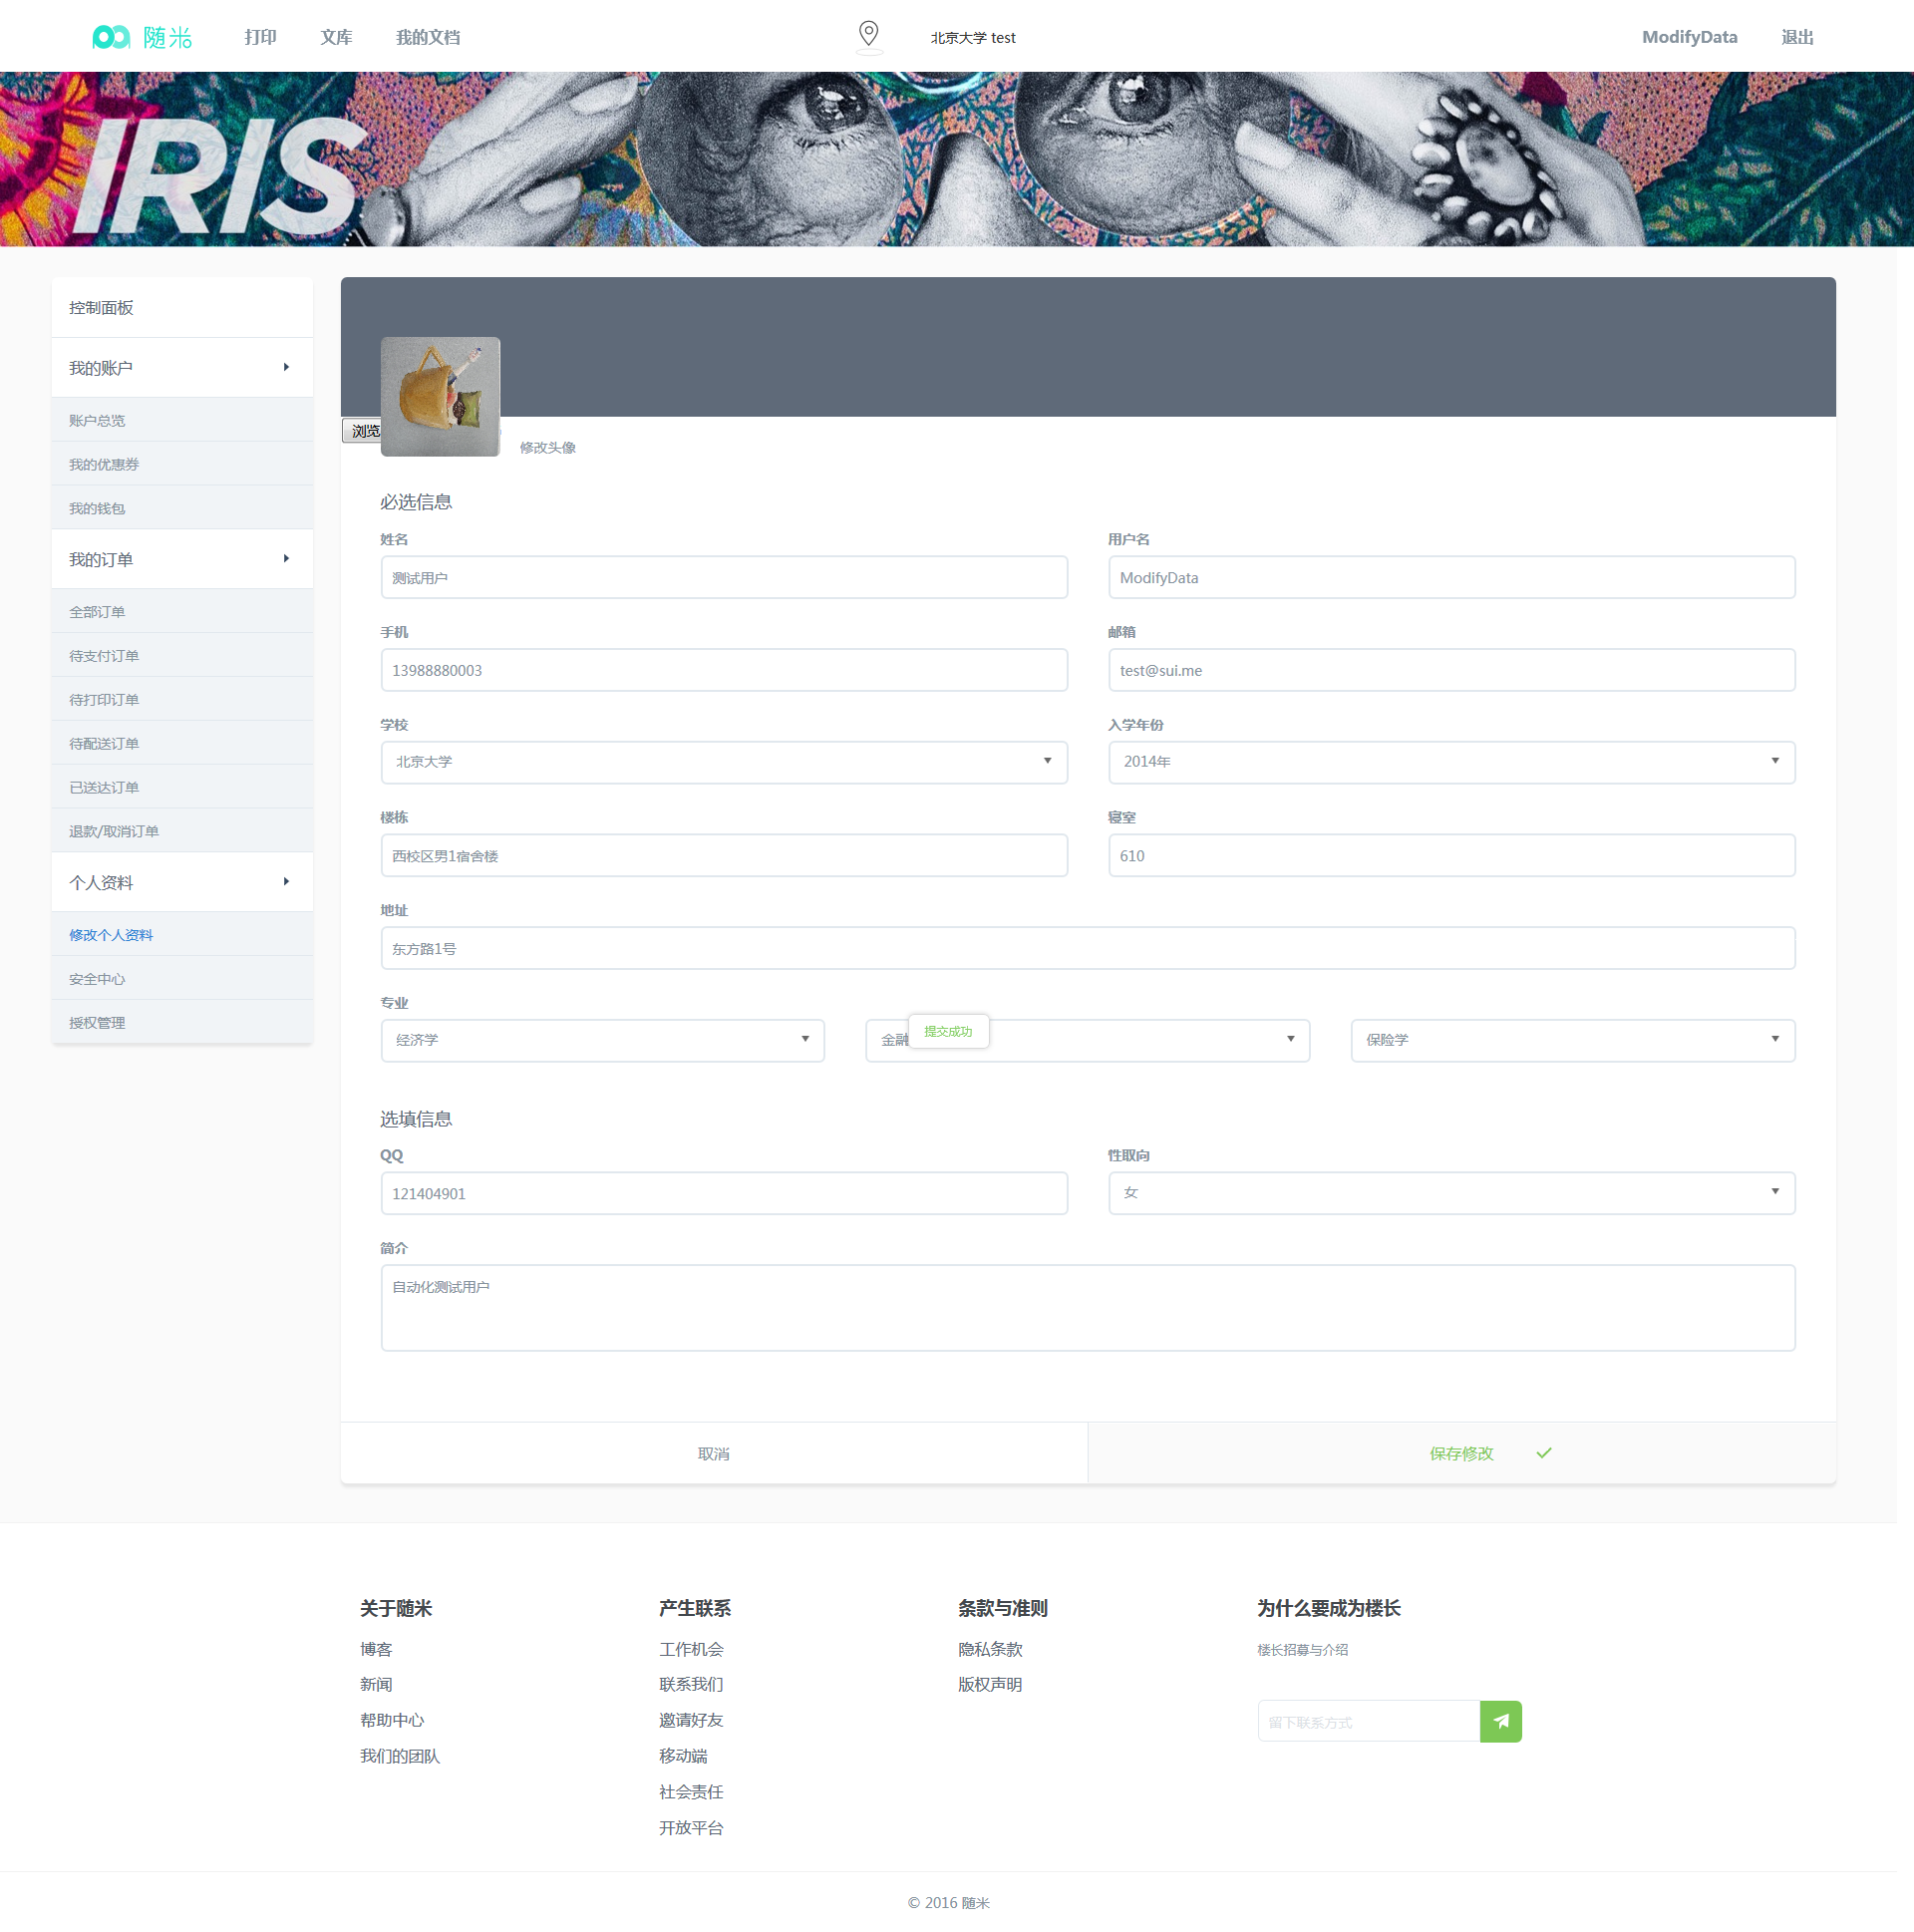 随米
打印
文库
我的文档
北京大学 test
ModifyData
退出
IRIS
控制面板
我的账户
账户总览
我的优惠券
我的钱包
我的订单
全部订单
待支付订单
待打印订单
待配送订单
已送达订单
退款/取消订单
个人资料
修改个人资料
安全中心
授权管理
浏览
修改头像
必选信息
姓名
用户名
测试用户
ModifyData
手机
邮箱
13988880003
test@sui.me
学校
入学年份
北京大学
2014年
楼栋
寝室
西校区男1宿舍楼
610
地址
东方路1号
专业
经济学
金融
提交成功
保险学
选填信息
QQ
性取向
121404901
女
简介
自动化测试用户
取消
保存修改
关于随米
博客
新闻
帮助中心
我们的团队
产生联系
工作机会
联系我们
邀请好友
移动端
社会责任
开放平台
条款与准则
隐私条款
版权声明
为什么要成为楼长
楼长招募与介绍
留下联系方式
© 2016 随米